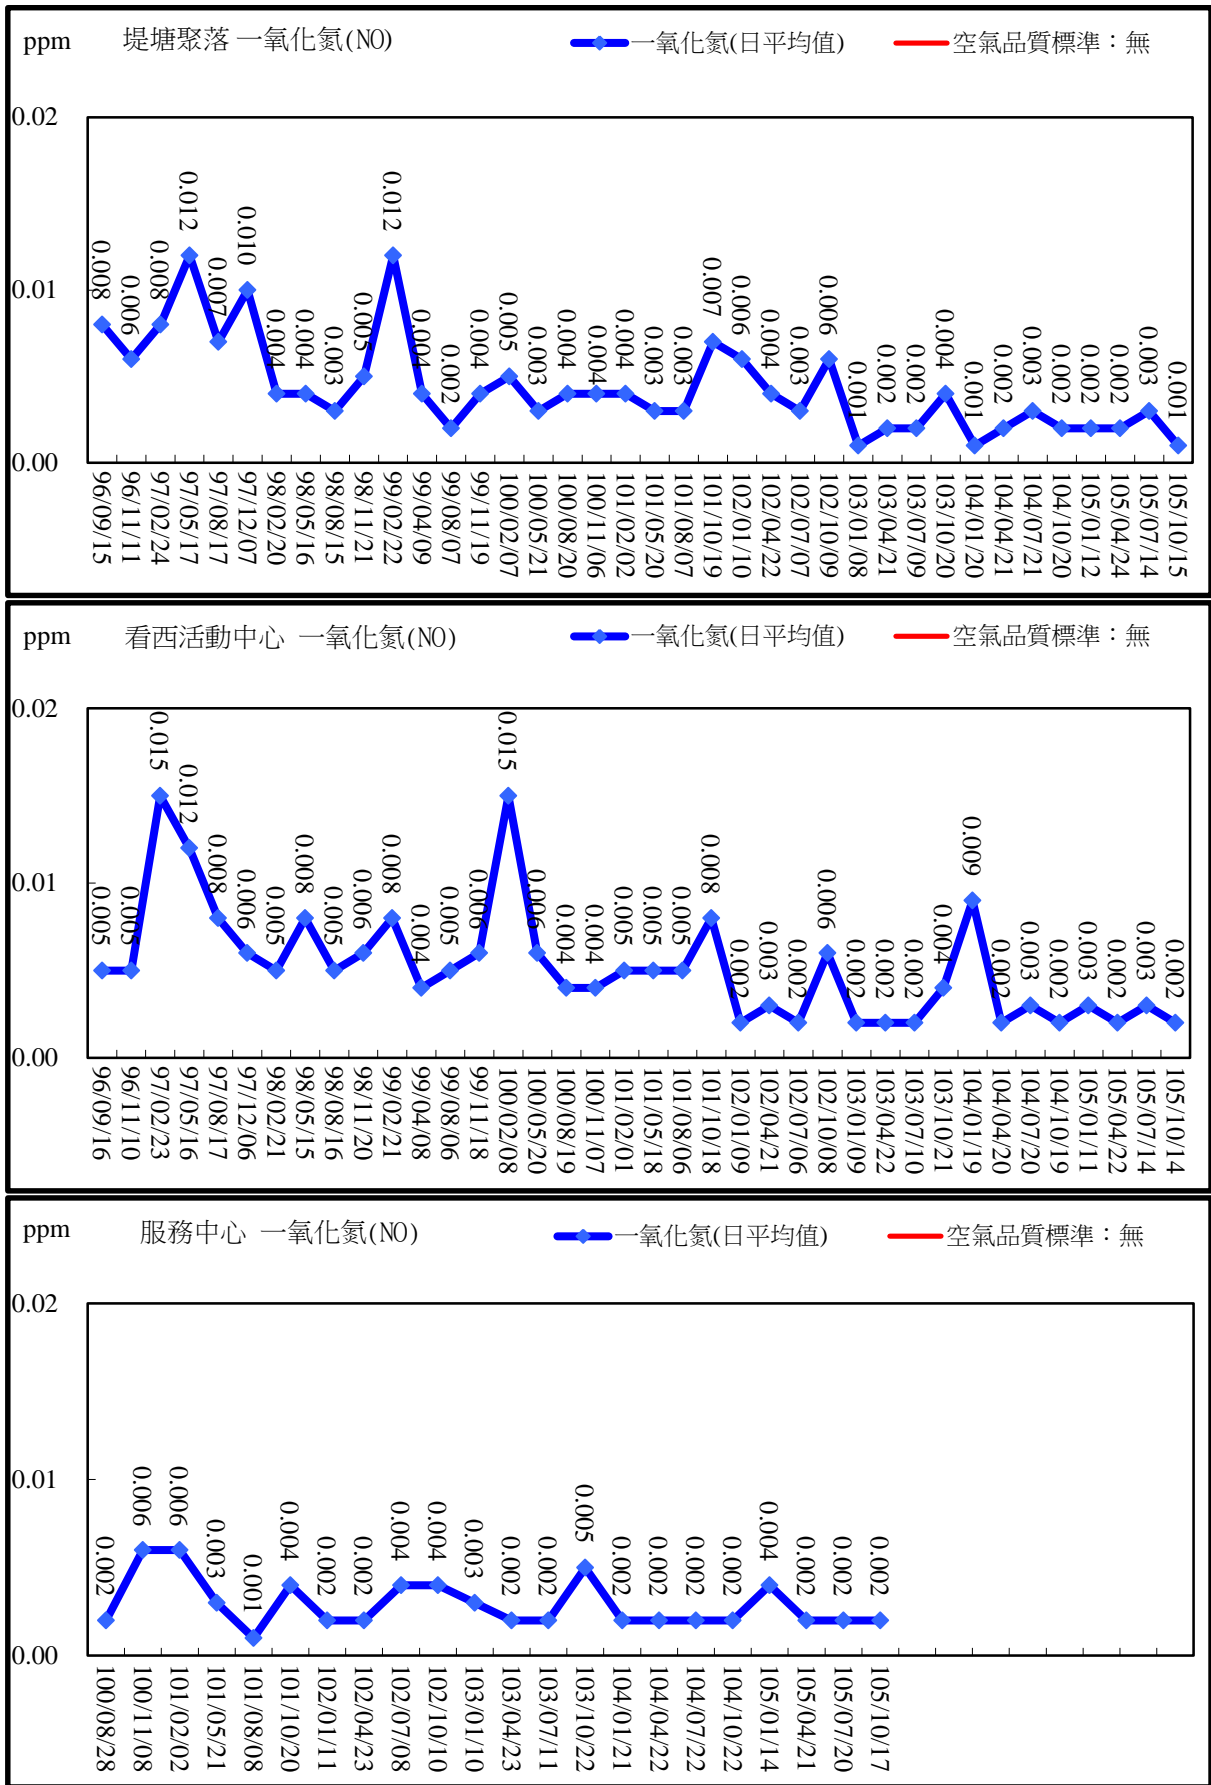 ppm 堤塘聚落 一氧化氮(NO) 一氧化氮(日平均值) 空氣品質標準：無
0.02
0.01
0.00
0.008 0.006 0.008 0.012 0.007 0.010 0.004 0.004 0.003 0.005 0.012 0.004 0.002 0.004 0.005 0.003 0.004 0.004 0.004 0.003 0.003 0.007 0.006 0.004 0.003 0.006 0.001 0.002 0.002 0.004 0.001 0.002 0.003 0.002 0.002 0.002 0.003 0.001
96/09/15 96/11/11 97/02/24 97/05/17 97/08/17 97/12/07 98/02/20 98/05/16 98/08/15 98/11/21 99/02/22 99/04/09 99/08/07 99/11/19 100/02/07 100/05/21 100/08/20 100/11/06 101/02/02 101/05/20 101/08/07 101/10/19 102/01/10 102/04/22 102/07/07 102/10/09 103/01/08 103/04/21 103/07/09 103/10/20 104/01/20 104/04/21 104/07/21 104/10/20 105/01/12 105/04/24 105/07/14 105/10/15
ppm 看西活動中心 一氧化氮(NO) 一氧化氮(日平均值) 空氣品質標準：無
0.02
0.01
0.00
0.005 0.005 0.015 0.012 0.008 0.006 0.005 0.008 0.005 0.006 0.008 0.004 0.005 0.006 0.015 0.006 0.004 0.004 0.005 0.005 0.005 0.008 0.002 0.003 0.002 0.006 0.002 0.002 0.002 0.004 0.009 0.002 0.003 0.002 0.003 0.002 0.003 0.002
96/09/16 96/11/10 97/02/23 97/05/16 97/08/17 97/12/06 98/02/21 98/05/15 98/08/16 98/11/20 99/02/21 99/04/08 99/08/06 99/11/18 100/02/08 100/05/20 100/08/19 100/11/07 101/02/01 101/05/18 101/08/06 101/10/18 102/01/09 102/04/21 102/07/06 102/10/08 103/01/09 103/04/22 103/07/10 103/10/21 104/01/19 104/04/20 104/07/20 104/10/19 105/01/11 105/04/22 105/07/14 105/10/14
ppm 服務中心 一氧化氮(NO) 一氧化氮(日平均值) 空氣品質標準：無
0.02
0.01
0.00
0.002 0.006 0.006 0.003 0.001 0.004 0.002 0.002 0.004 0.004 0.003 0.002 0.002 0.005 0.002 0.002 0.002 0.002 0.004 0.002 0.002 0.002
100/08/28 100/11/08 101/02/02 101/05/21 101/08/08 101/10/20 102/01/11 102/04/23 102/07/08 102/10/10 103/01/10 103/04/23 103/07/11 103/10/22 104/01/21 104/04/22 104/07/22 104/10/22 105/01/14 105/04/21 105/07/20 105/10/17